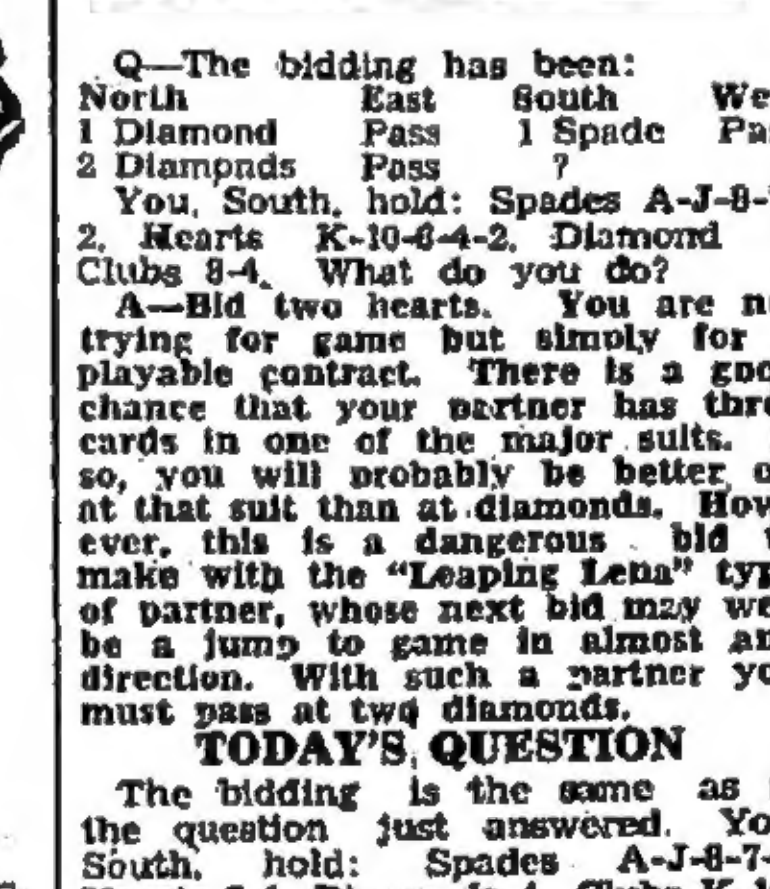 Q—The bidding has been:
North East South We
1 Diamond Pass 1 Spade Pa
2 Diampnds Pass ?
You, South, hold: Spades A-J-8-
2, Hearts K-10-6-4-2, Diamond
Clubs 8-4. What do you do?
A—Bid two hearts. You are n
trying for game but simply for
playable contract. There is a goo
chance that your partner has thre
cards in one of the major suits.
so, you will probably be better o
at that suit than at diamonds. How
ever, this is a dangerous bid t
make with the “Leaping Lena” typ
of partner, whose next bid may we
be a jump to game in almost an
direction. With such a partner yo
must pass at two diamonds.
TODAY'S QUESTION
The bidding is the same as
the question just answered. Yo
South, hold: Spades A-J-8-7-